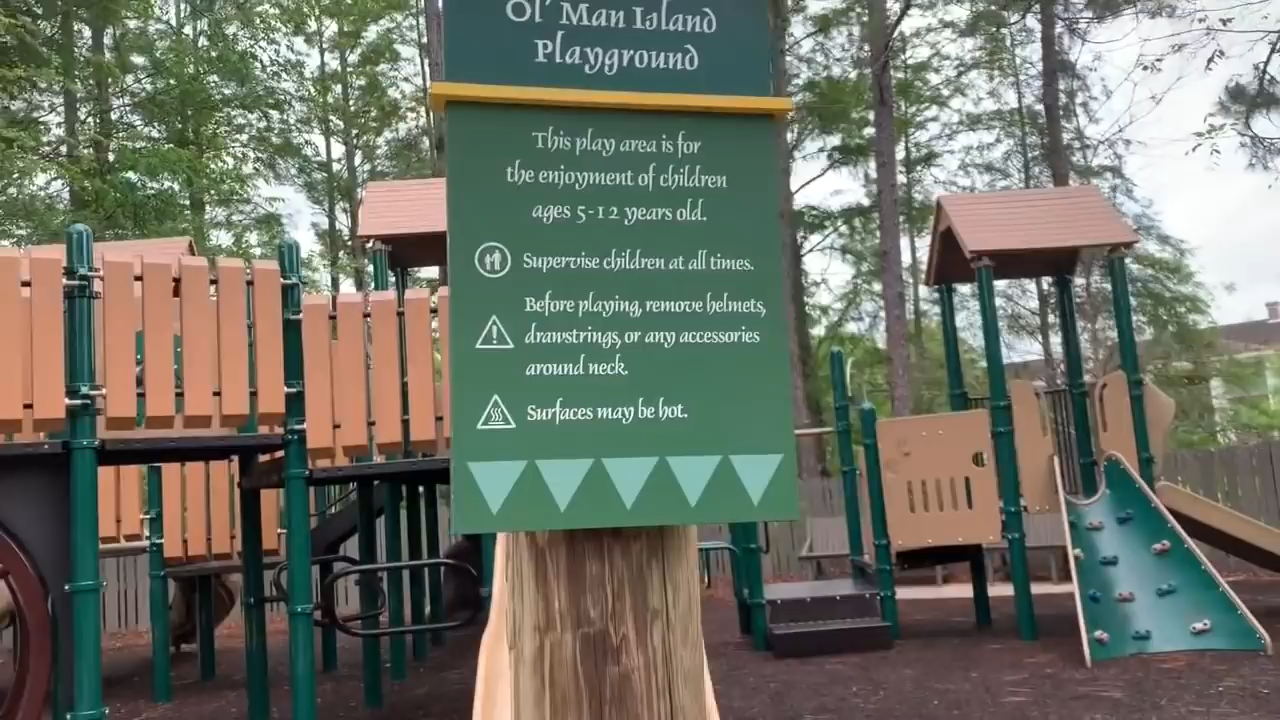 Ol' Man Island
Playground
This play area is for
the enjoyment of children
ages 5-12 years old.
Supervise children at all times.
Before playing, remove helmets,
drawstrings, or any accessories
around neck.
Surfaces may be hot.